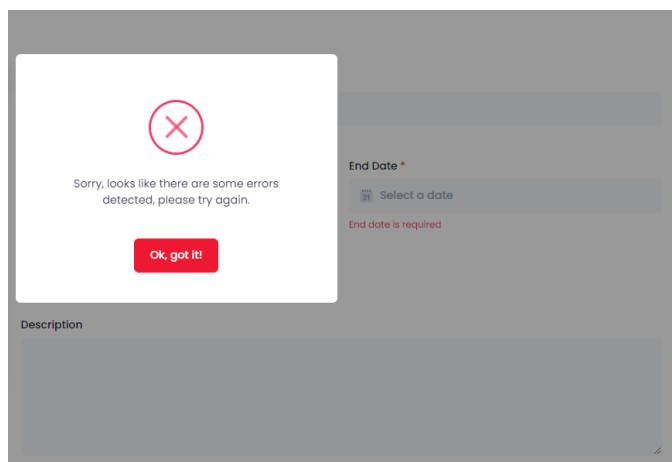 End Date *
Select a date
End date is required
Sorry, looks like there are some errors
detected, please try again.
Ok, got it!
Description